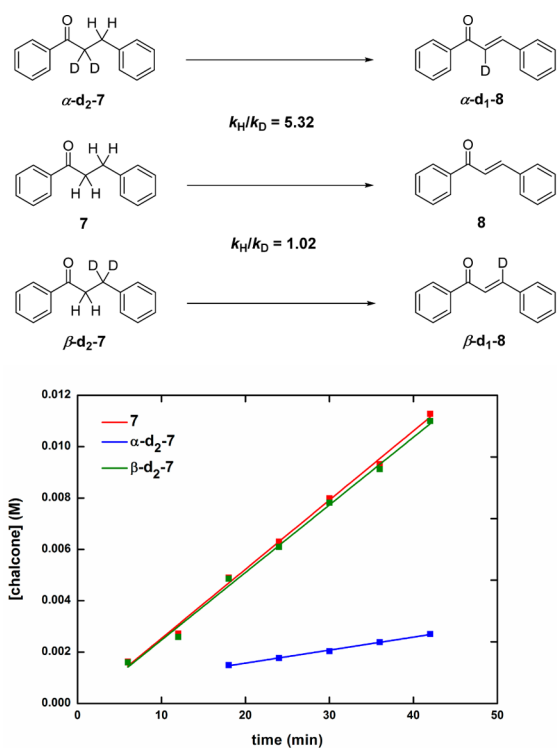 O H H
D D
α-d2-7
O
D
α-d1-8
kH/kD = 5.32
O H H
H H
7
O
8
kH/kD = 1.02
O D D
H H
β-d2-7
O D
β-d1-8
7
α-d2-7
β-d2-7
[chalcone] (M)
0.012
0.010
0.008
0.006
0.004
0.002
0.000
0 10 20 30 40 50
time (min)